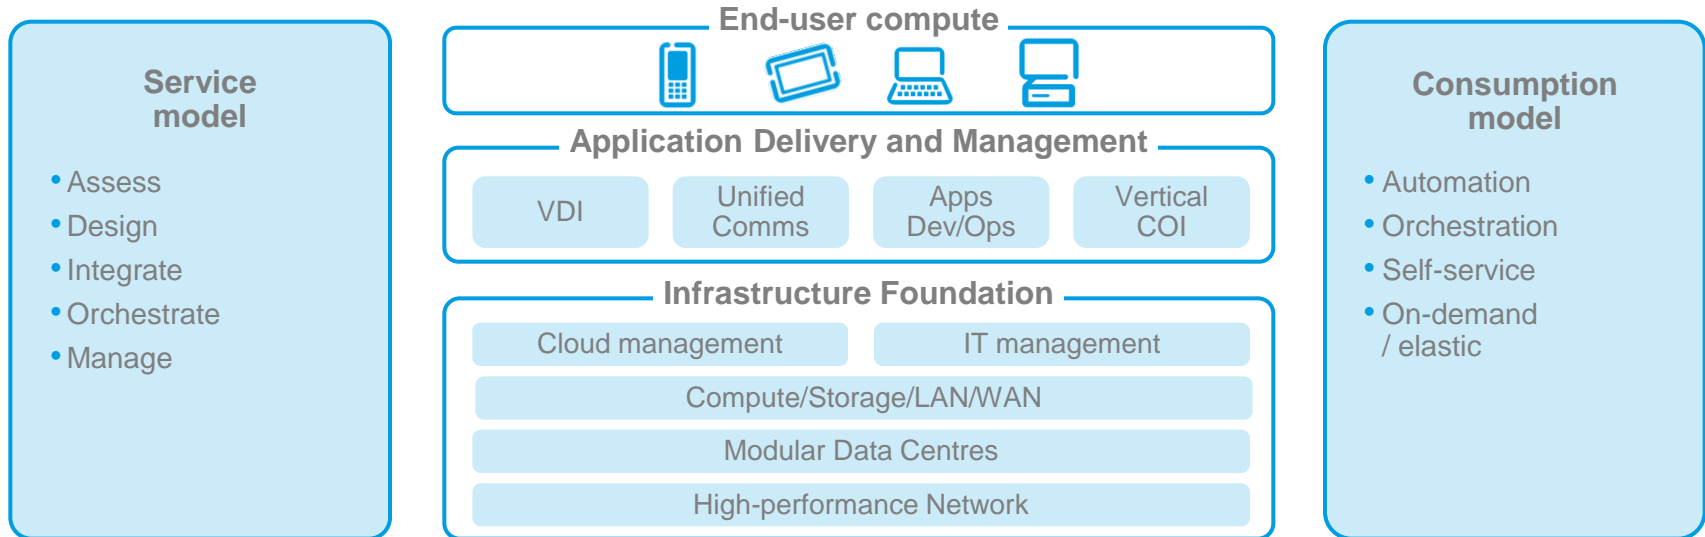 Service
model
• Assess
• Design
• Integrate
• Orchestrate
• Manage
End-user compute
Application Delivery and Management
VDI
Unified
Comms
Apps
Dev/Ops
Vertical
COI
Infrastructure Foundation
Cloud management
IT management
Compute/Storage/LAN/WAN
Modular Data Centres
High-performance Network
Consumption
model
• Automation
• Orchestration
• Self-service
• On-demand
/ elastic